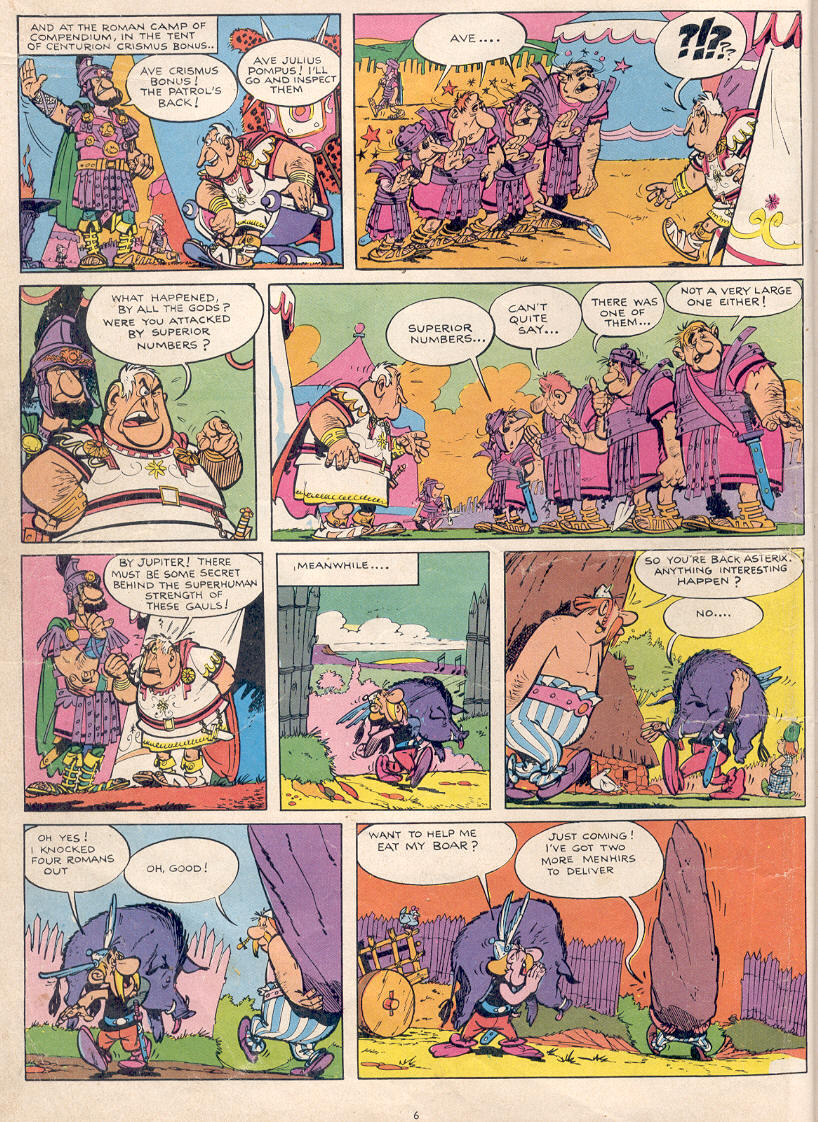 AND AT THE ROMAN CAMP OF
COMPENDIUM, IN THE TENT
OF CENTURION CRISMUS BONUS..
AVE CRISMUS
BONUS!
THE PATROL'S
BACK!
AVE JULIUS
POMPUS! I'LL
GO AND INSPECT
THEM
AVE....
?!?
??
WHAT HAPPENED,
BY ALL THE GODS?
WERE YOU ATTACKED
BY SUPERIOR
NUMBERS?
SUPERIOR
NUMBERS...
CAN'T
QUITE
SAY...
THERE WAS
ONE OF
THEM...
NOT A VERY LARGE
ONE EITHER!
BY JUPITER! THERE
MUST BE SOME SECRET
BEHIND THE SUPERHUMAN
STRENGTH OF
THESE GAULS!
MEANWHILE....
SO YOU'RE BACK ASTERIX.
ANYTHING INTERESTING
HAPPEN?
NO....
OH YES!
I KNOCKED
FOUR ROMANS
OUT
OH, GOOD!
WANT TO HELP ME
EAT MY BOAR?
JUST COMING!
I'VE GOT TWO
MORE MENHIRS
TO DELIVER
6